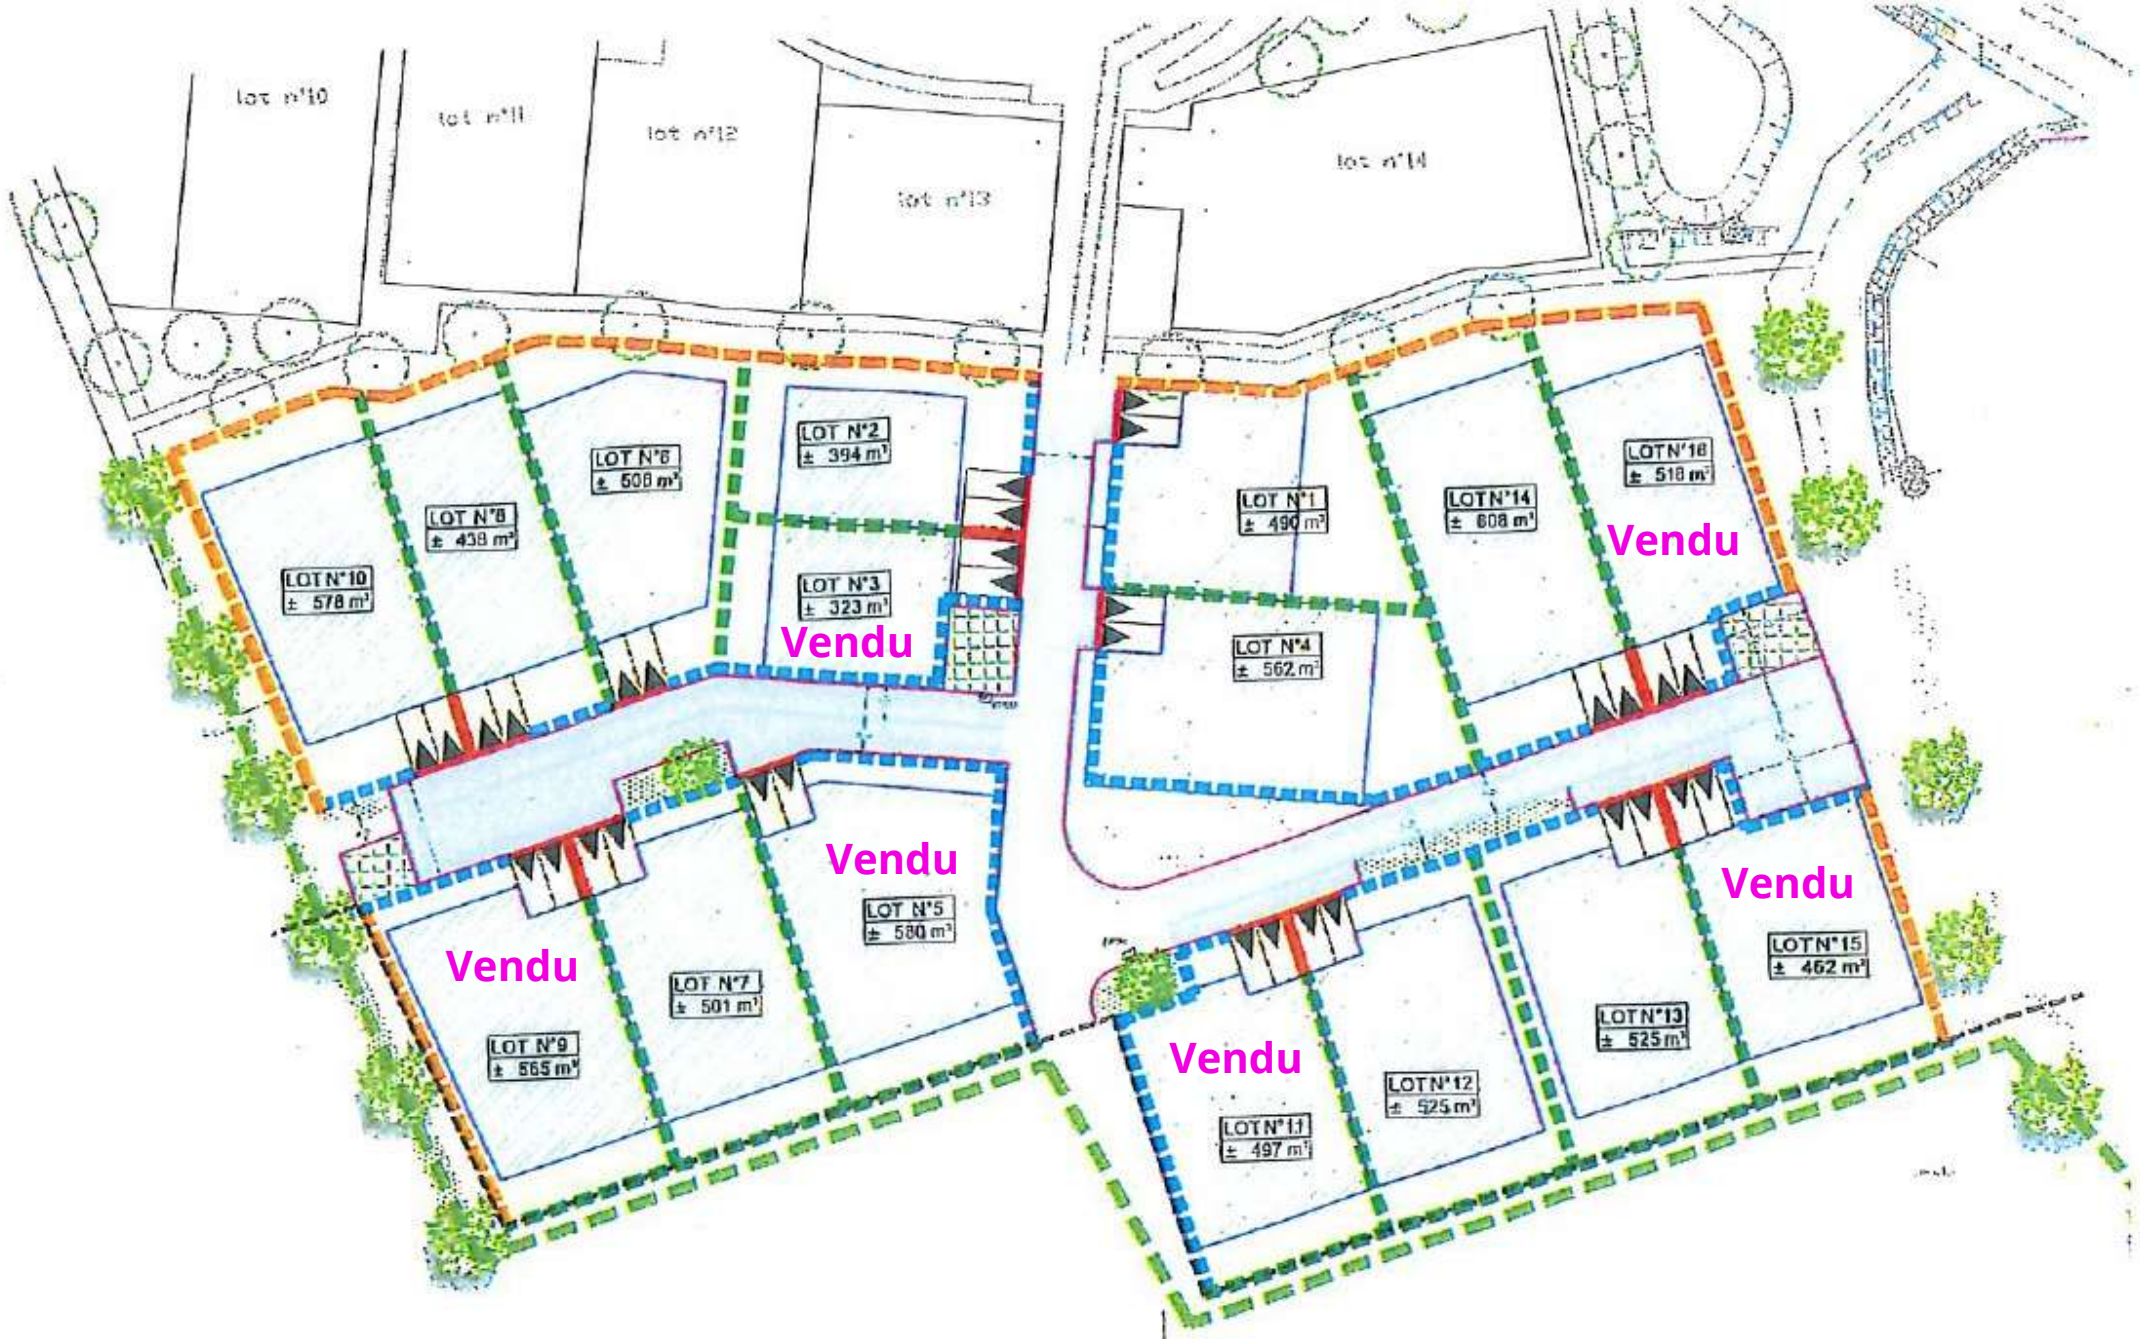 lot n°10
lot n°11
lot n°12
lot n°13
lot n°14
LOT N°2
± 394 m²
LOT N°6
± 508 m²
LOT N°16
± 518 m²
LOT N°8
± 438 m²
LOT N°1
± 490 m²
LOT N°14
± 608 m²
Vendu
LOT N°10
± 578 m²
LOT N°3
± 323 m²
Vendu
LOT N°4
± 562 m²
Vendu
LOT N°5
± 580 m²
Vendu
LOT N°15
± 462 m²
Vendu
LOT N°7
± 501 m²
LOT N°9
± 565 m²
LOT N°13
± 525 m²
Vendu
LOT N°12
± 525 m²
LOT N°11
± 497 m²